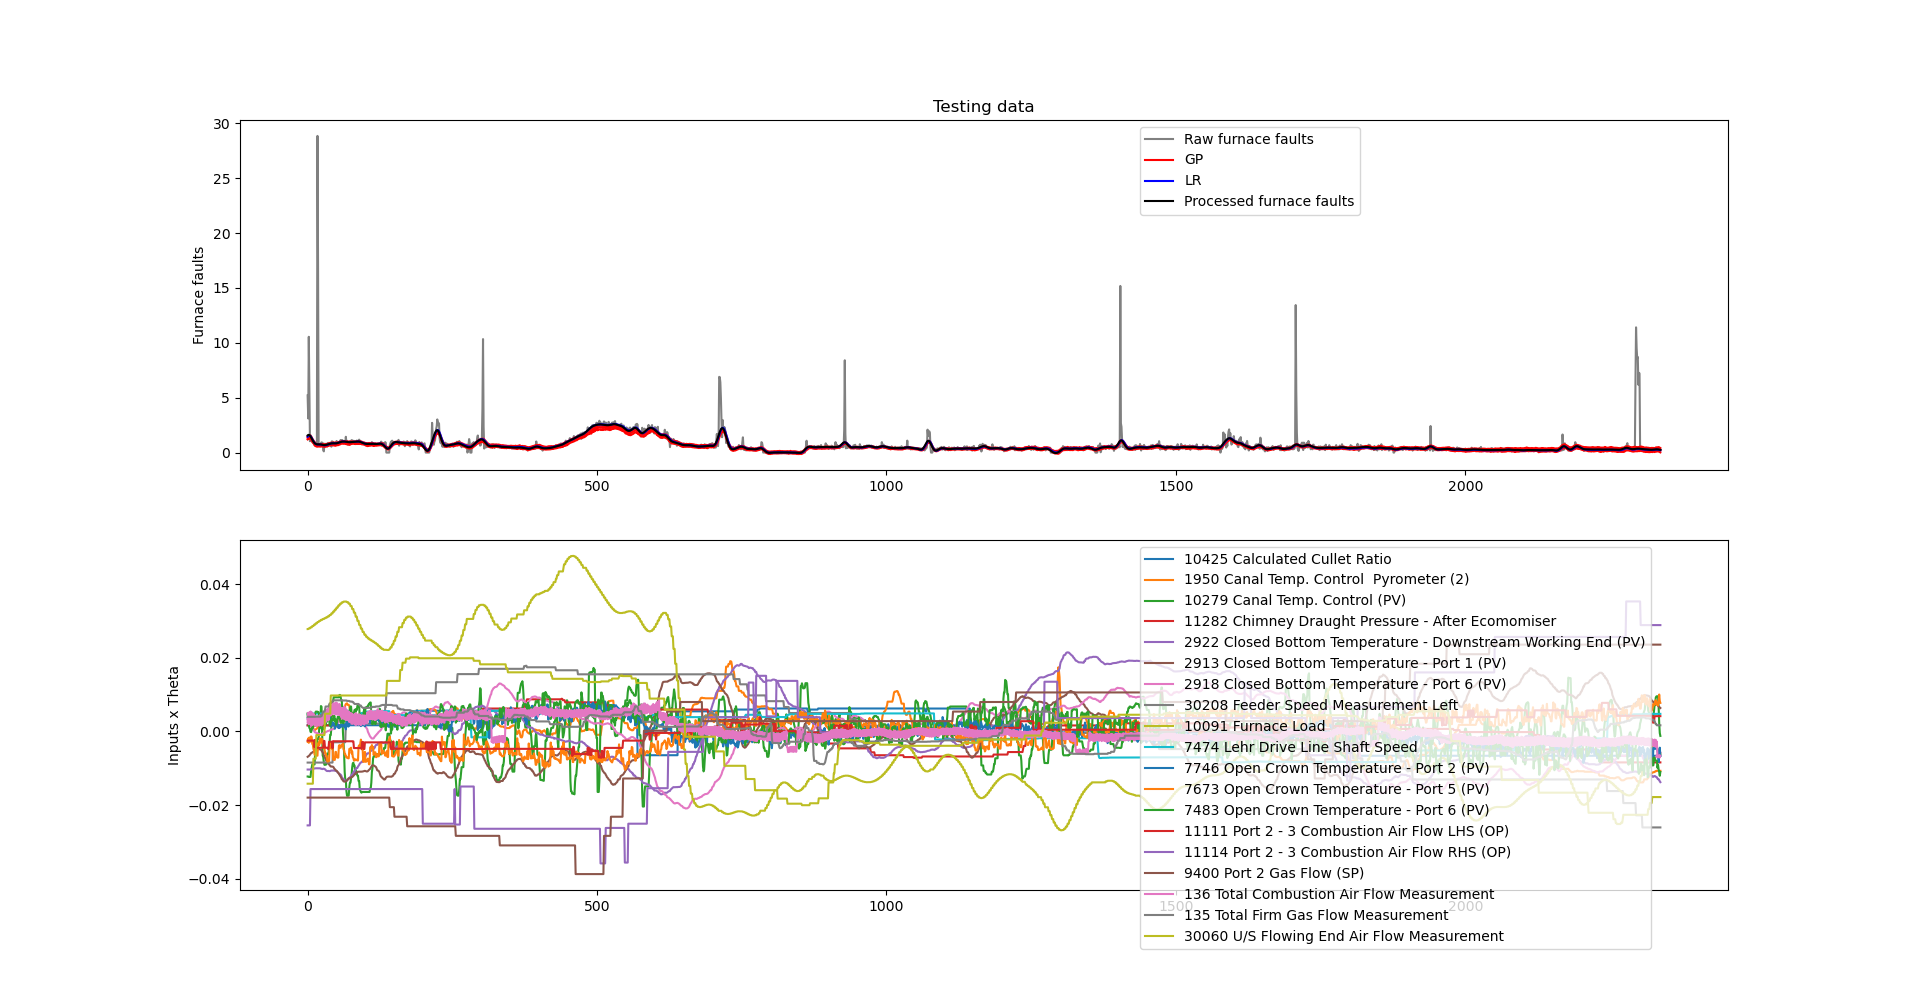 Testing data
Furnace faults
30
25
20
15
10
5
0
Raw furnace faults
GP
LR
Processed furnace faults
0
500
1000
1500
2000
Inputs x Theta
0.04
0.02
0.00
−0.02
−0.04
10425 Calculated Cullet Ratio
1950 Canal Temp. Control  Pyrometer (2)
10279 Canal Temp. Control (PV)
11282 Chimney Draught Pressure - After Ecomomiser
2922 Closed Bottom Temperature - Downstream Working End (PV)
2913 Closed Bottom Temperature - Port 1 (PV)
2918 Closed Bottom Temperature - Port 6 (PV)
30208 Feeder Speed Measurement Left
10091 Furnace Load
7474 Lehr Drive Line Shaft Speed
7746 Open Crown Temperature - Port 2 (PV)
7673 Open Crown Temperature - Port 5 (PV)
7483 Open Crown Temperature - Port 6 (PV)
11111 Port 2 - 3 Combustion Air Flow LHS (OP)
11114 Port 2 - 3 Combustion Air Flow RHS (OP)
9400 Port 2 Gas Flow (SP)
136 Total Combustion Air Flow Measurement
135 Total Firm Gas Flow Measurement
30060 U/S Flowing End Air Flow Measurement
0
500
1000
1500
2000